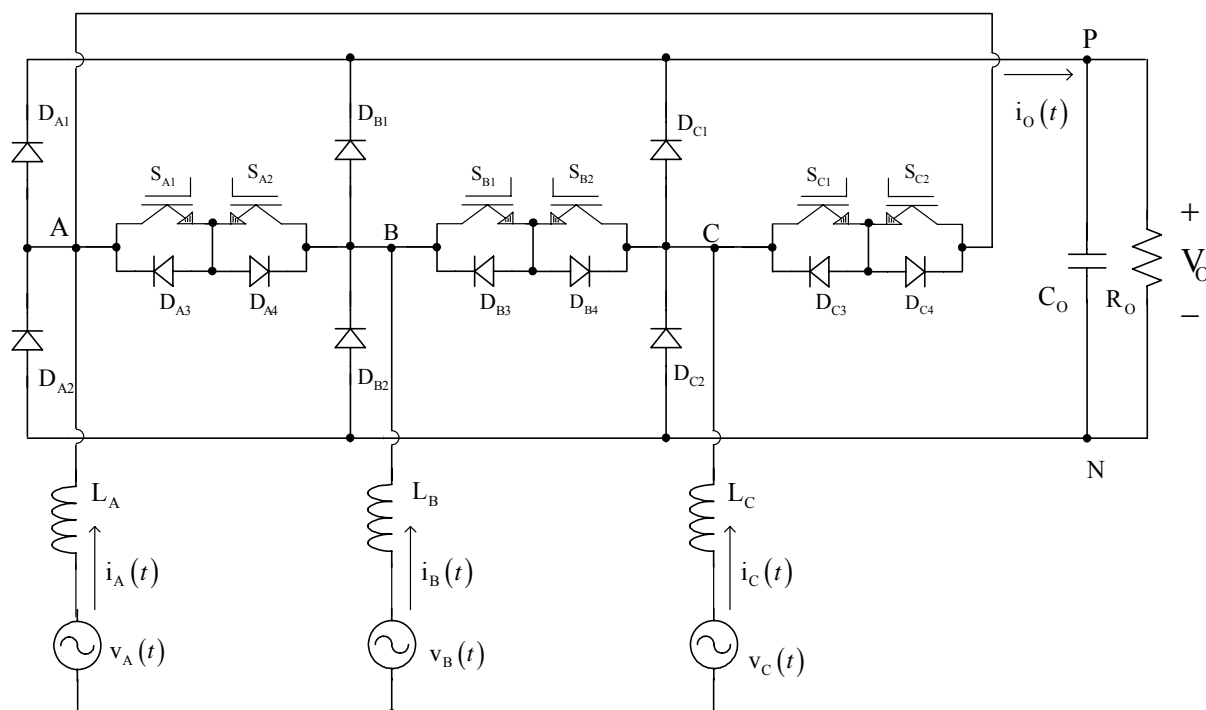 P
D_A1
D_B1
D_C1
i_O(t)
S_A1
S_A2
S_B1
S_B2
S_C1
S_C2
A
B
C
+
V_O
−
C_O
R_O
D_A3
D_A4
D_B3
D_B4
D_C3
D_C4
D_A2
D_B2
D_C2
N
L_A
L_B
L_C
i_A(t)
i_B(t)
i_C(t)
v_A(t)
v_B(t)
v_C(t)